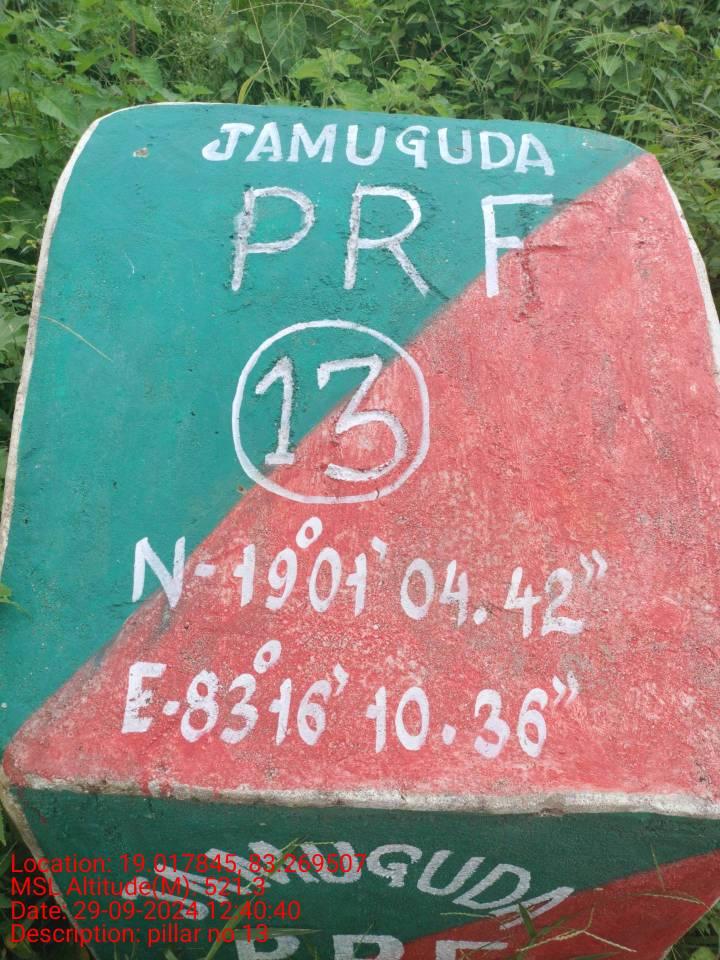 JAMUGUDA
PRF
13
N-19°01' 04.42"
E-83°16' 10.36"
JAMUGUDA
PRF
Location: 19.017845, 83.269507
MSL Altitude(M): 521.3
Date: 29-09-2024 12:40:40
Description: pillar no 13